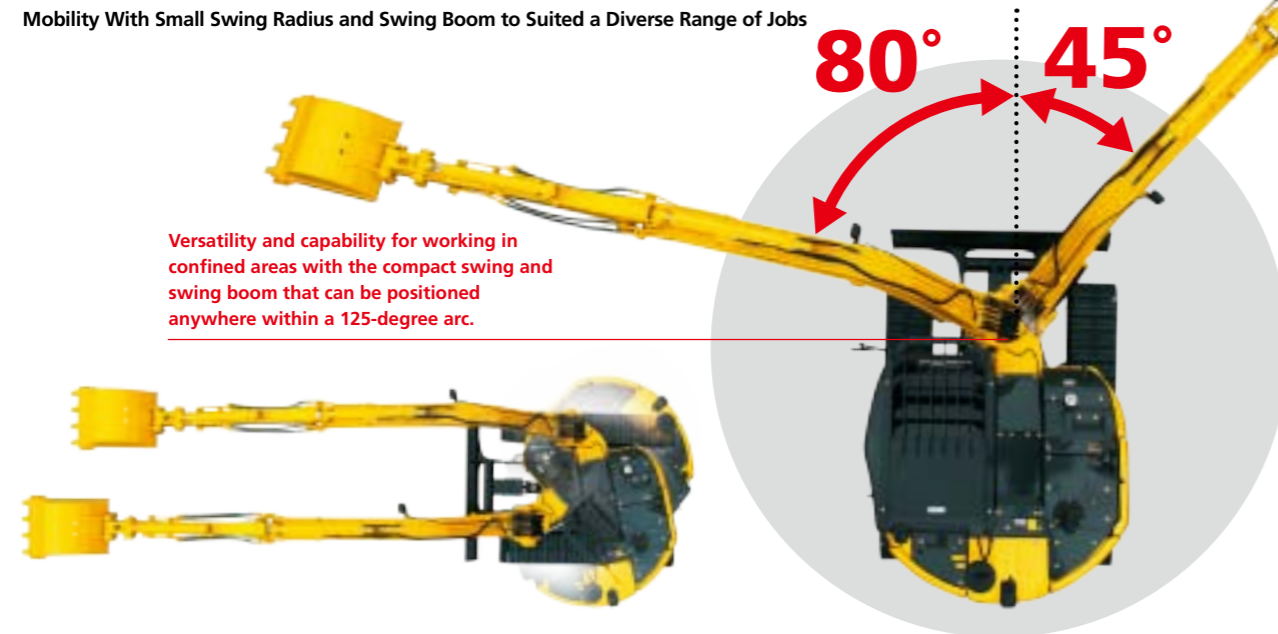 Mobility With Small Swing Radius and Swing Boom to Suited a Diverse Range of Jobs
80° 45°
Versatility and capability for working in
confined areas with the compact swing and
swing boom that can be positioned
anywhere within a 125-degree arc.